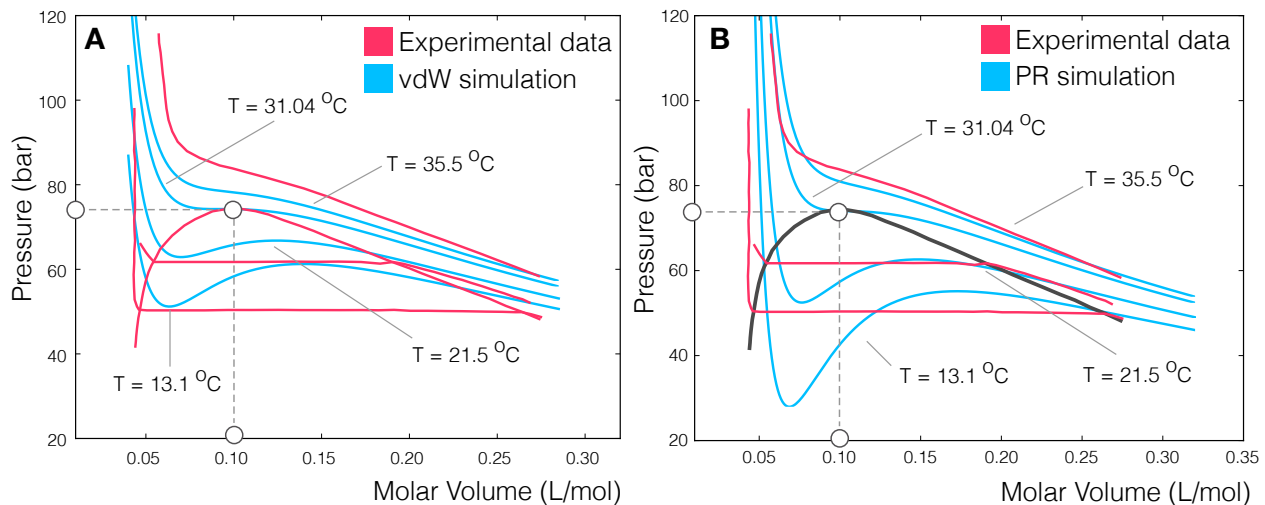 A
Experimental data
vdW simulation
T = 31.04 °C
T = 35.5 °C
T = 21.5 °C
T = 13.1 °C
120
100
80
60
40
20
Pressure (bar)
0.05 0.10 0.15 0.20 0.25 0.30
Molar Volume (L/mol)
B
Experimental data
PR simulation
T = 31.04 °C
T = 35.5 °C
T = 13.1 °C
T = 21.5 °C
120
100
80
60
40
20
Pressure (bar)
0.05 0.10 0.15 0.20 0.25 0.30 0.35
Molar Volume (L/mol)